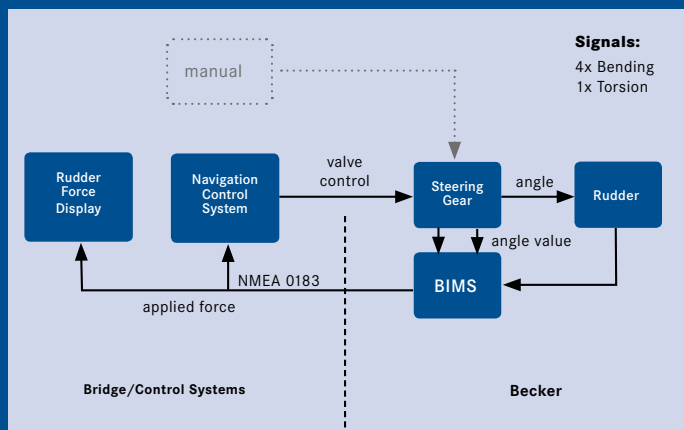 Signals:
4x Bending
1x Torsion
manual
Rudder
Force
Display
Navigation
Control
System
valve
control
Steering
Gear
angle
Rudder
angle value
BIMS
NMEA 0183
applied force
Bridge/Control Systems
Becker